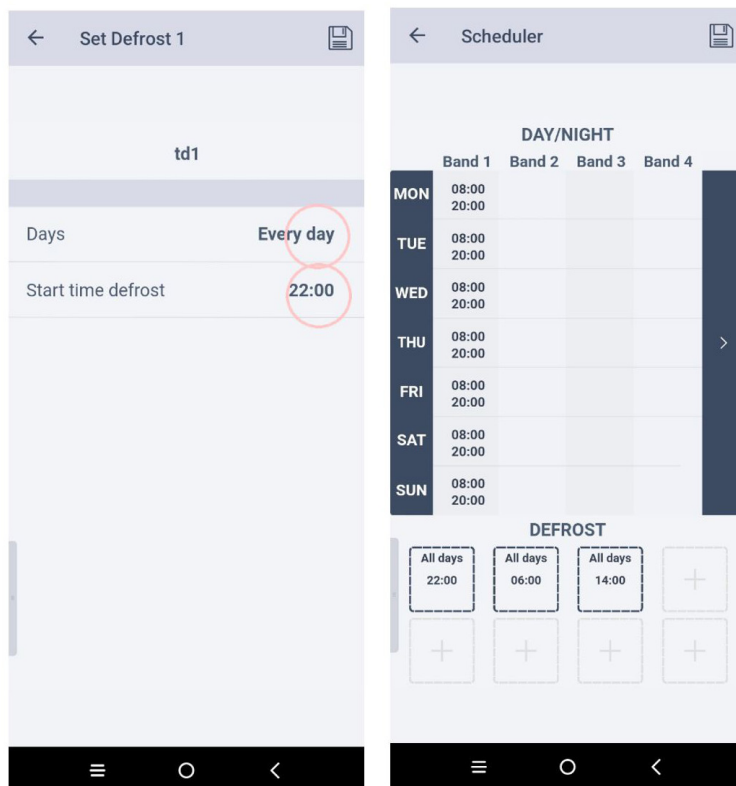 Set Defrost 1
td1
Days Every day
Start time defrost 22:00
Scheduler
DAY/NIGHT
Band 1 Band 2 Band 3 Band 4
MON 08:00
20:00
TUE 08:00
20:00
WED 08:00
20:00
THU 08:00
20:00
FRI 08:00
20:00
SAT 08:00
20:00
SUN 08:00
20:00
DEFROST
All days All days All days
22:00 06:00 14:00